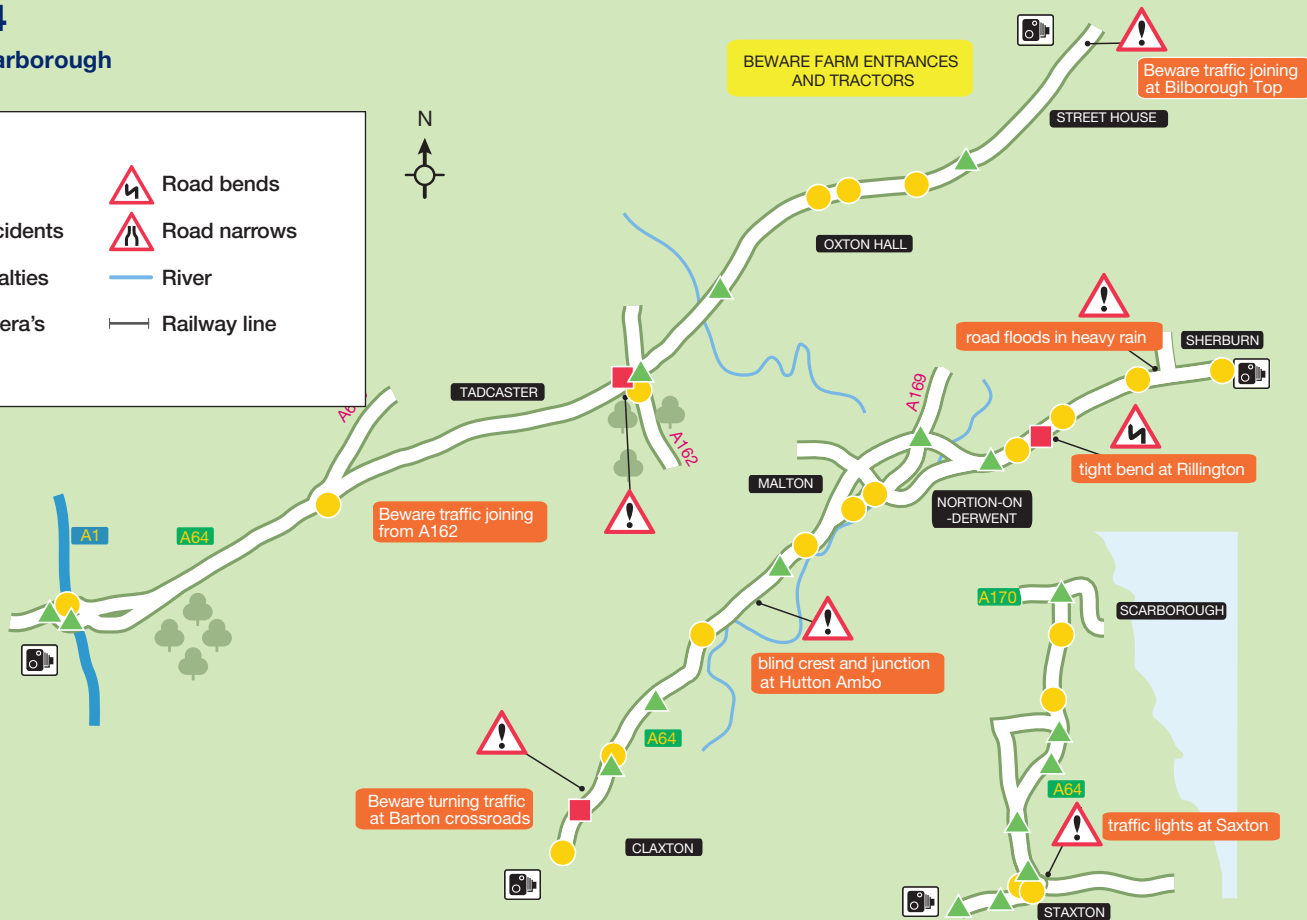 4
arborough
BEWARE FARM ENTRANCES
AND TRACTORS
Beware traffic joining
at Bilborough Top
STREET HOUSE
N
Road bends
cidents
Road narrows
alties
River
era's
Railway line
OXTON HALL
road floods in heavy rain
SHERBURN
TADCASTER
A169
A162
tight bend at Rillington
MALTON
NORTION-ON
-DERWENT
Beware traffic joining
from A162
A1
A64
A170
SCARBOROUGH
blind crest and junction
at Hutton Ambo
A64
A64
Beware turning traffic
at Barton crossroads
traffic lights at Saxton
CLAXTON
STAXTON